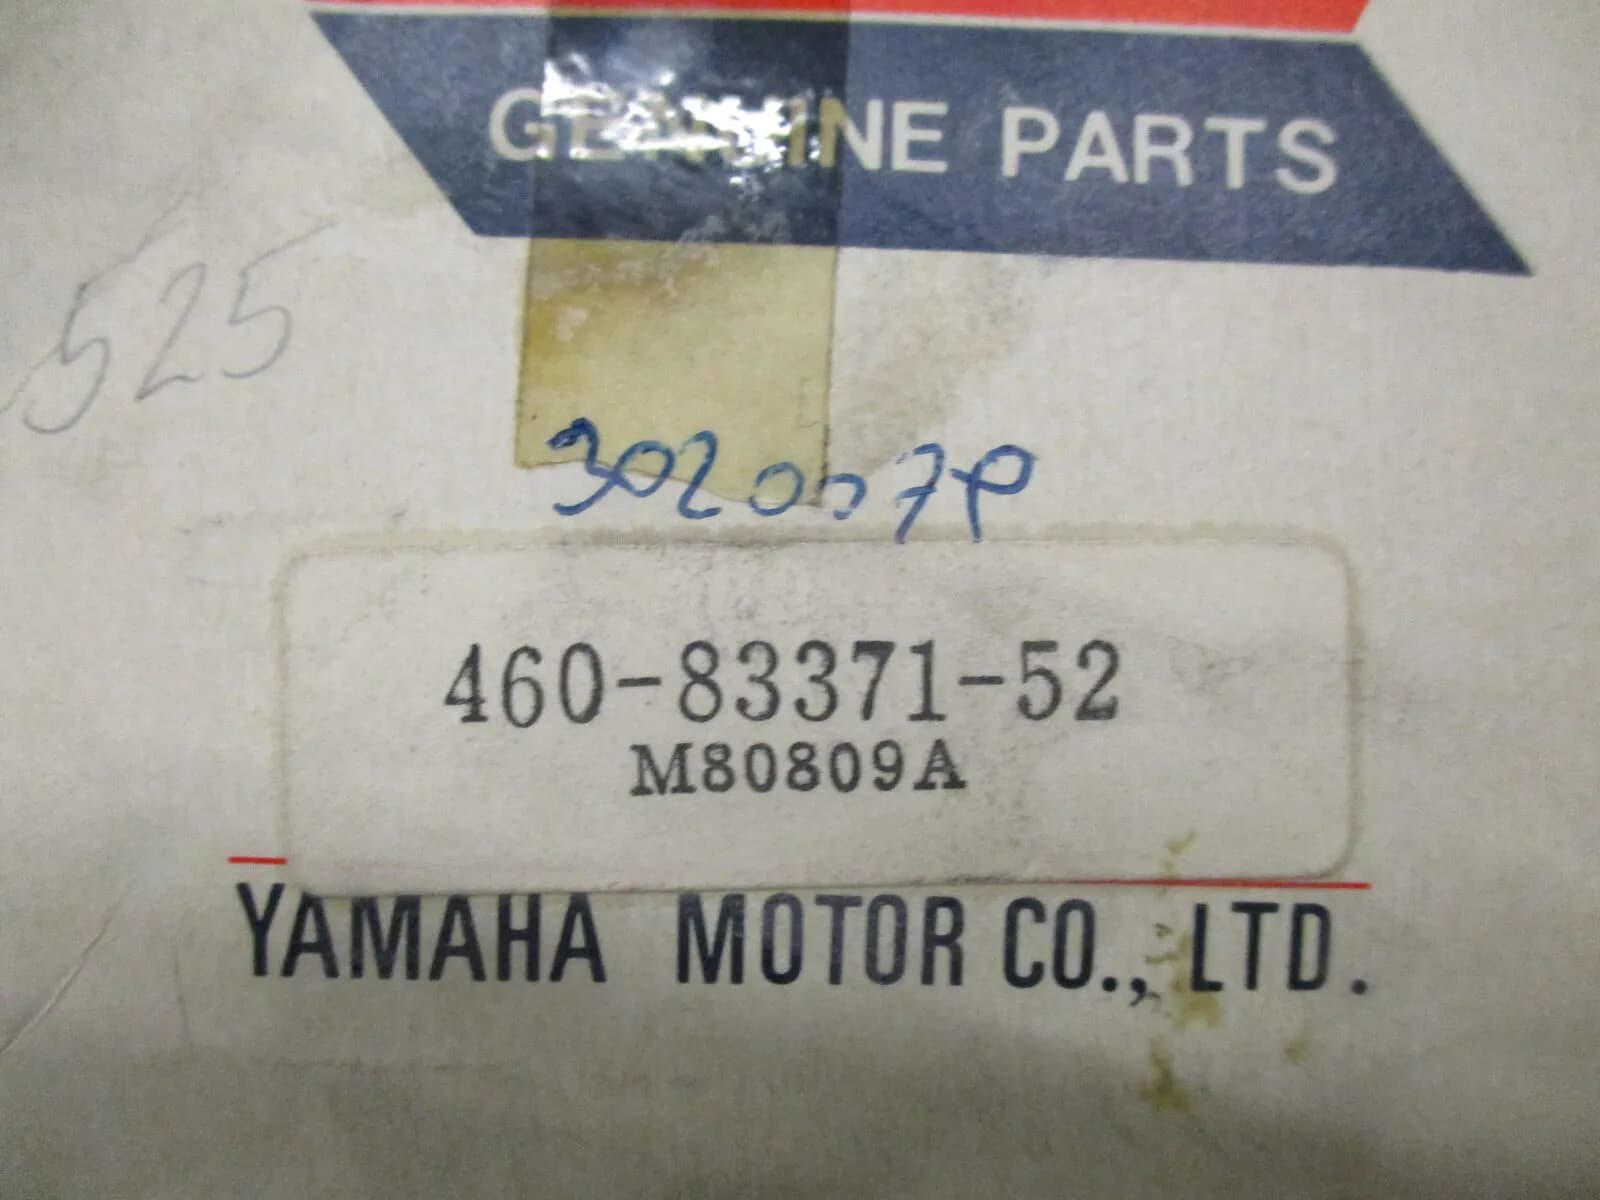 GENUINE PARTS
525
302007P
460-83371-52
M80809A
YAMAHA MOTOR CO., LTD.